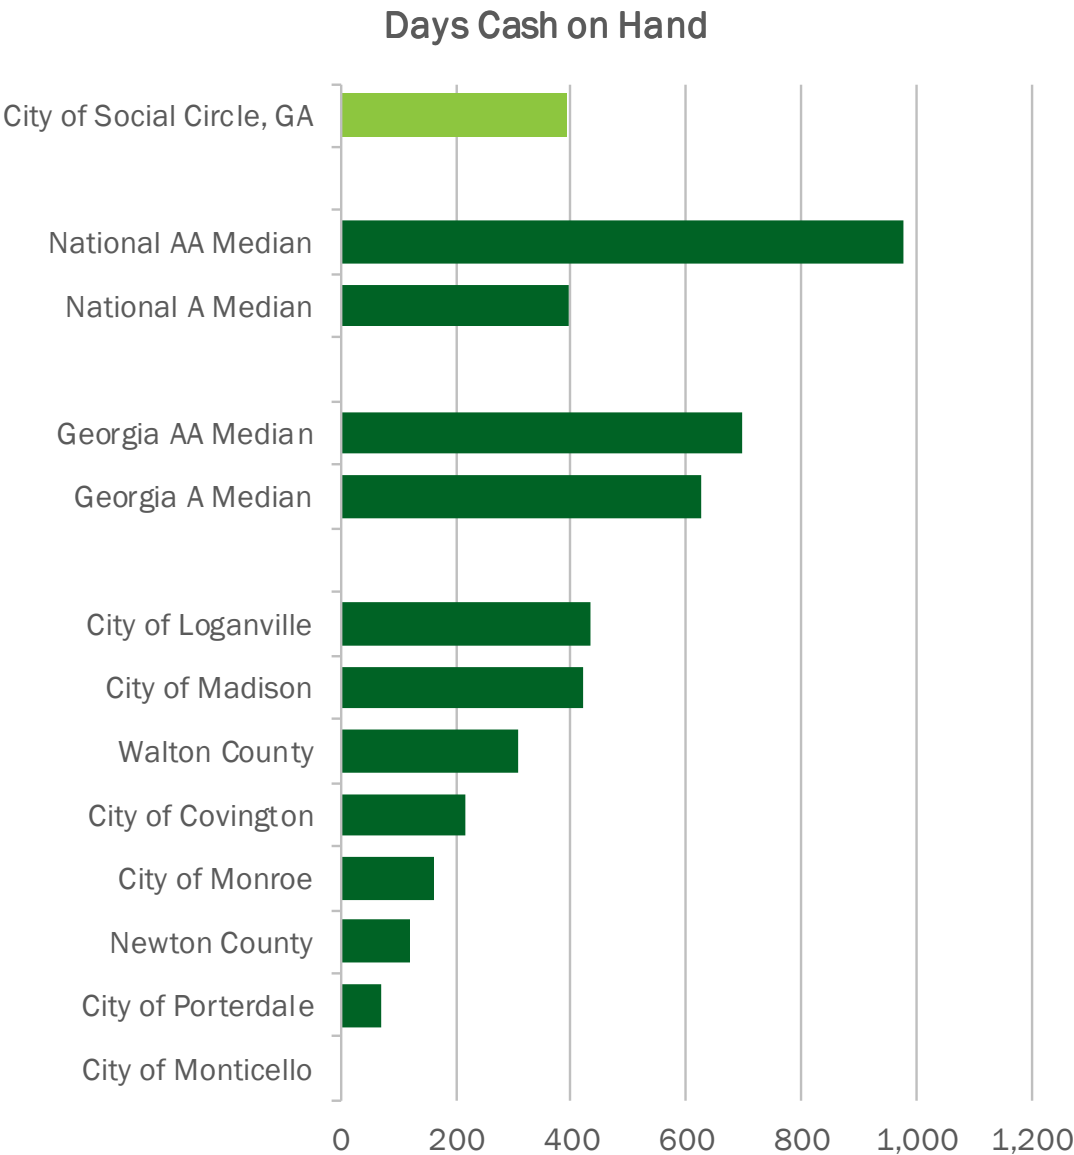 Days Cash on Hand
City of Social Circle, GA
National AA Median
National A Median
Georgia AA Median
Georgia A Median
City of Loganville
City of Madison
Walton County
City of Covington
City of Monroe
Newton County
City of Porterdale
City of Monticello
0 200 400 600 800 1,000 1,200